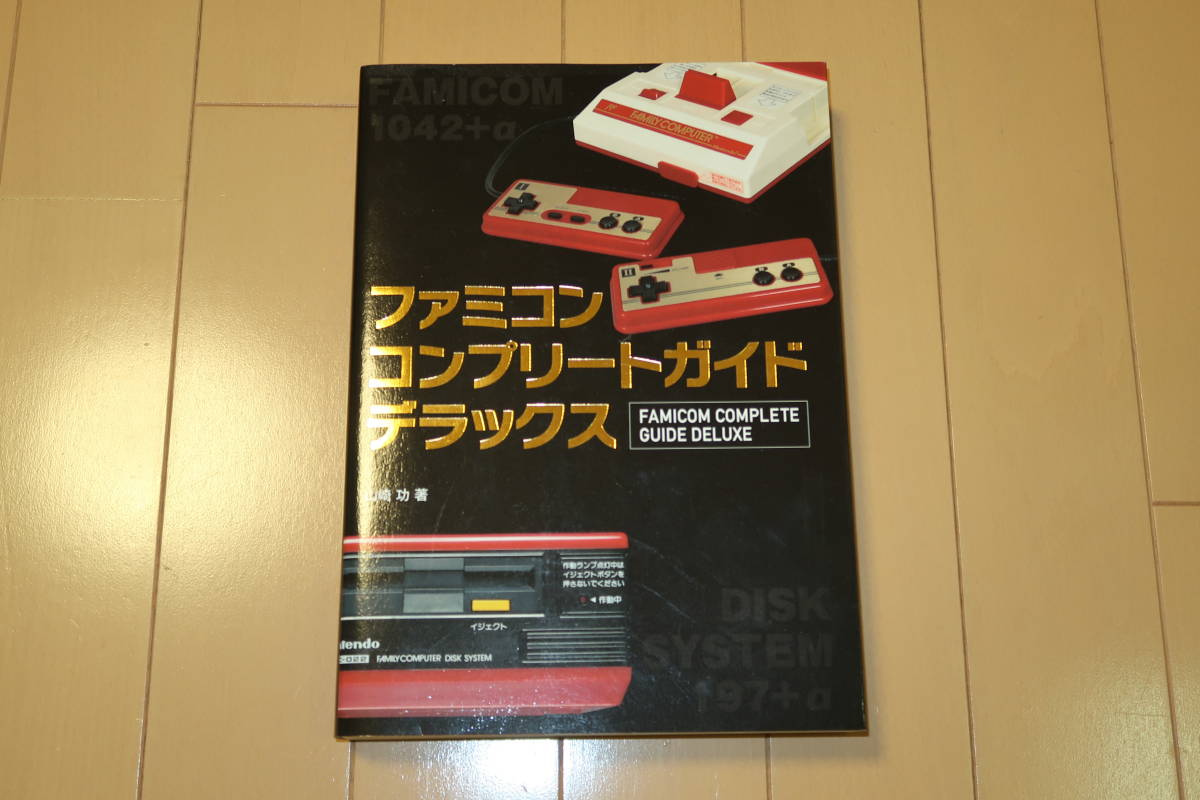 FAMICOM
1042+α
FAMILY COMPUTER
I
II
ファミコン
コンプリートガイド
デラックス
FAMICOM COMPLETE
GUIDE DELUXE
山崎 功 著
作動ランプ点灯中は
イジェクトボタンを
押さないでください
◀ 作動中
イジェクト
Nintendo
FAMILY COMPUTER DISK SYSTEM
DISK
SYSTEM
197+α